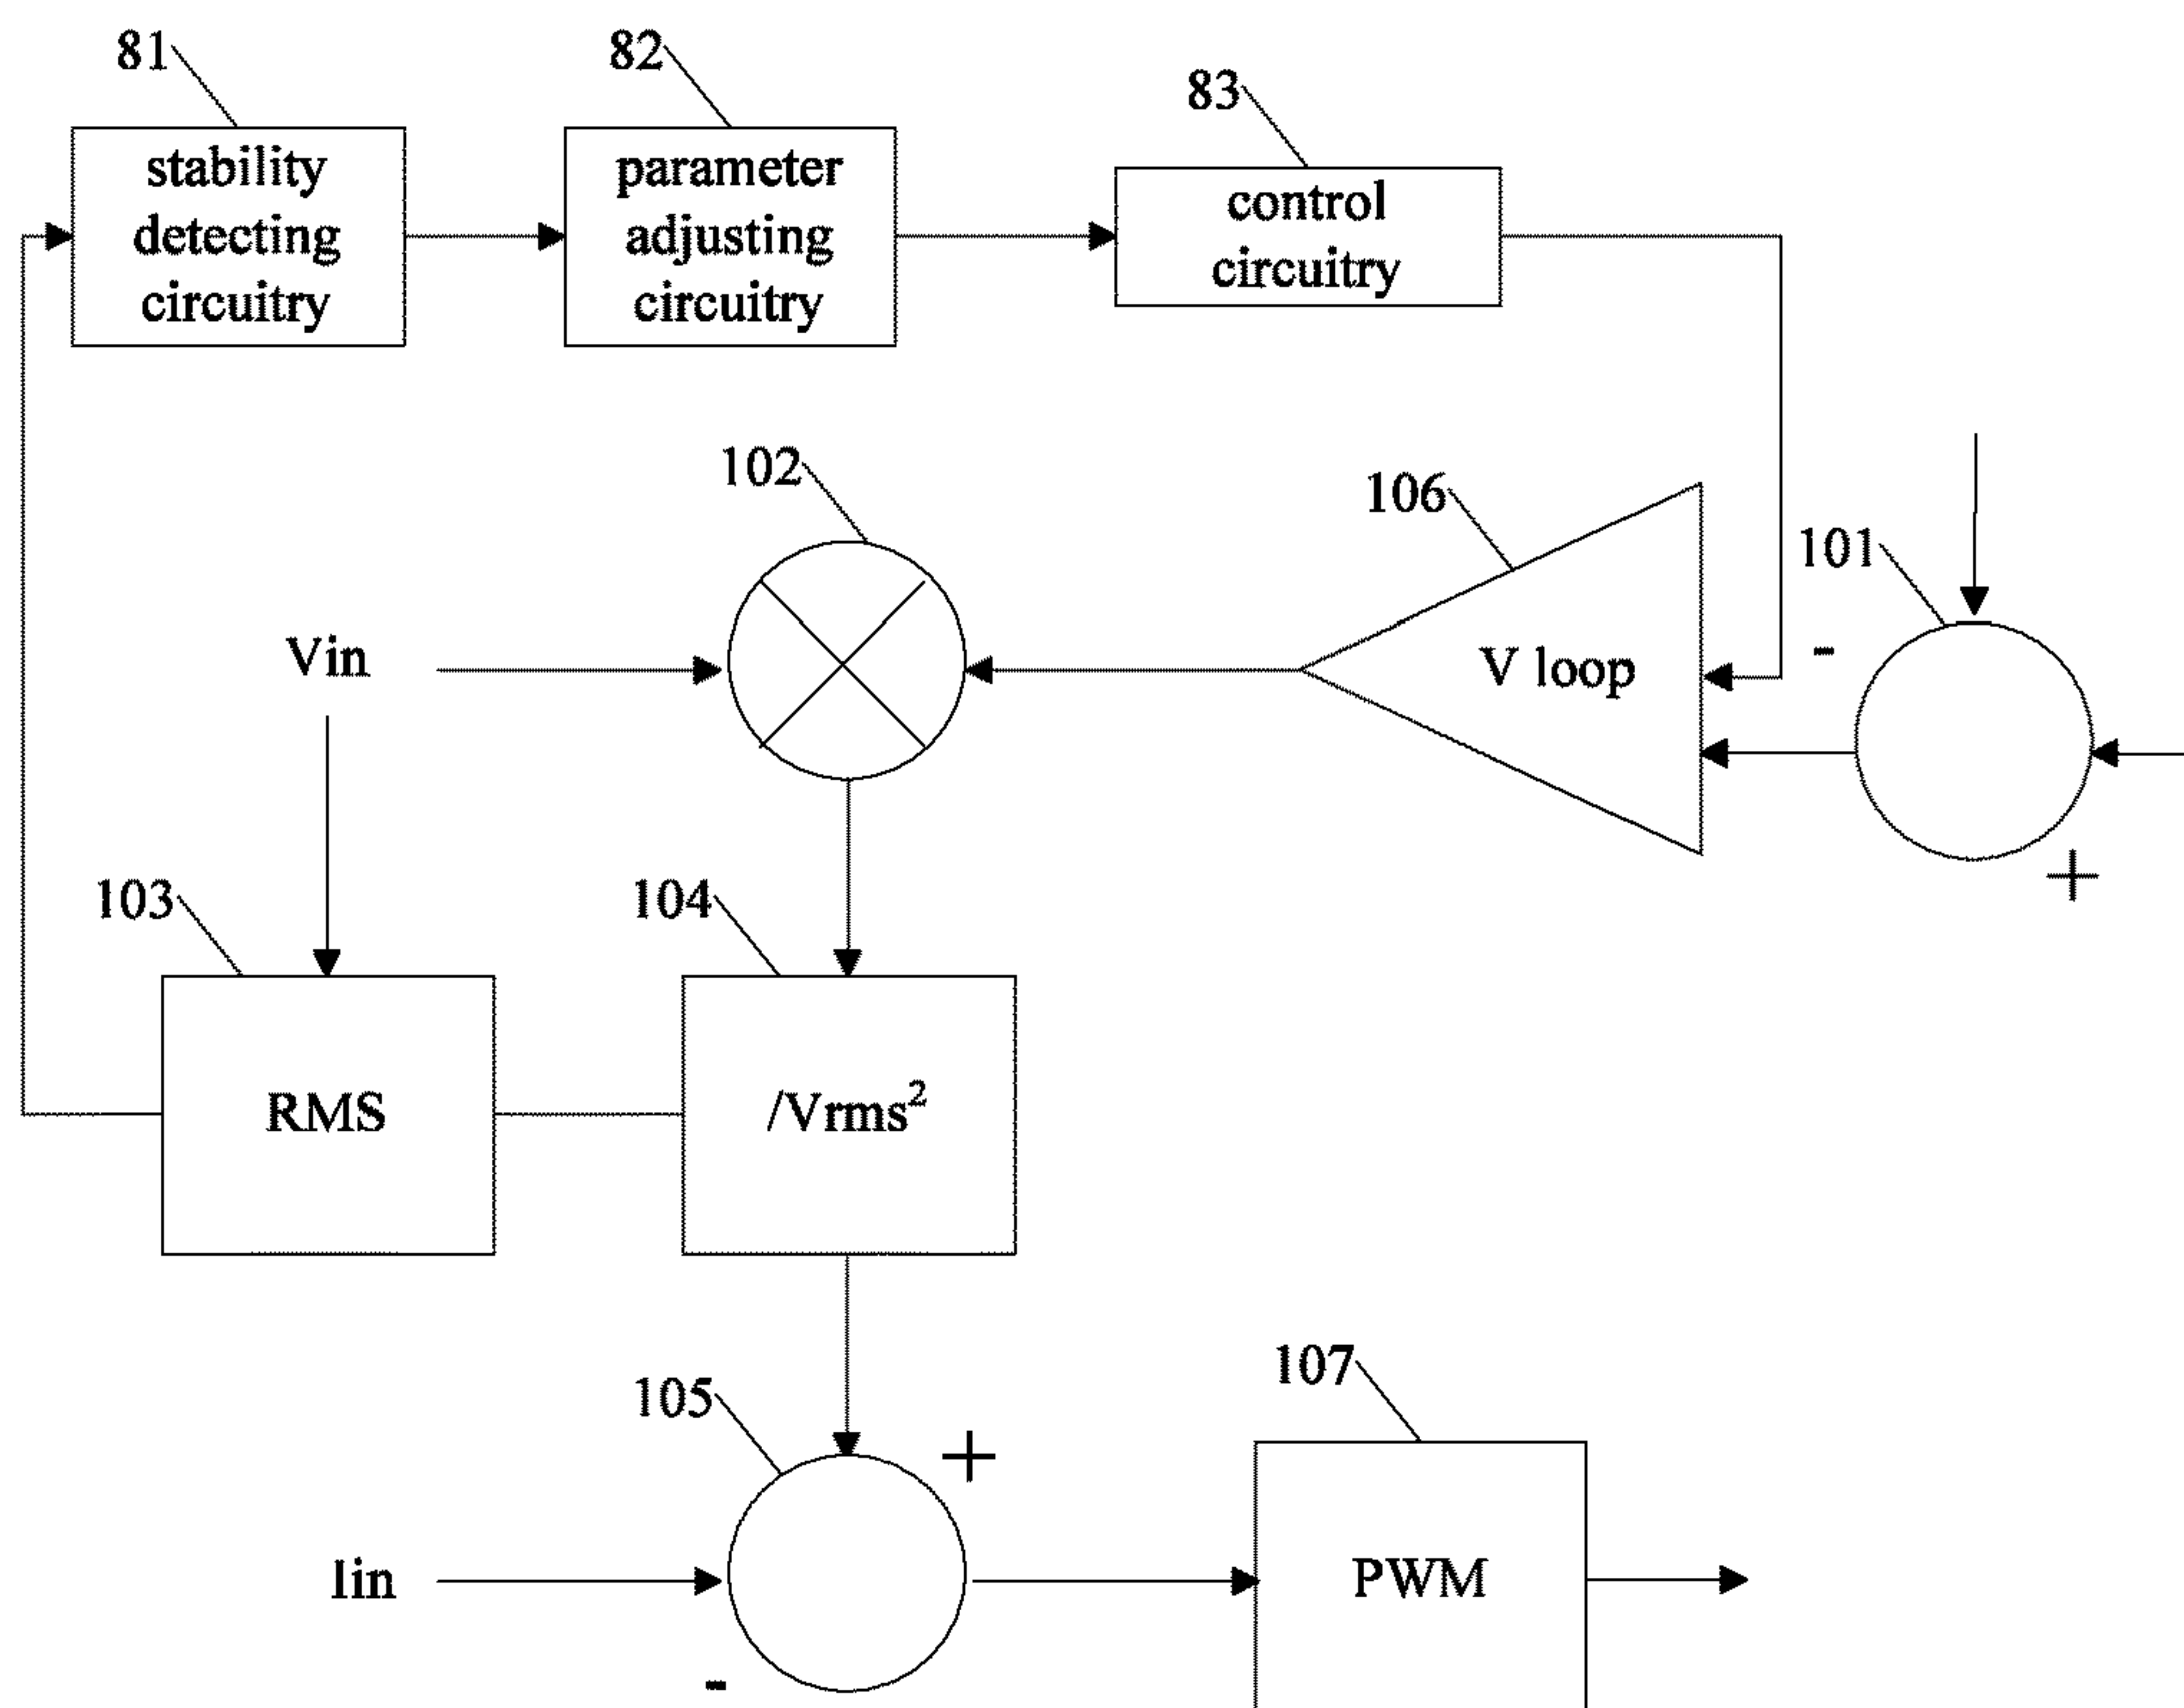 81
82
83
stability
detecting
circuitry
parameter
adjusting
circuitry
control
circuitry
102
106
101
Vin
V loop
-
+
103
104
RMS
/Vrms²
105
107
+
Iin
PWM
-